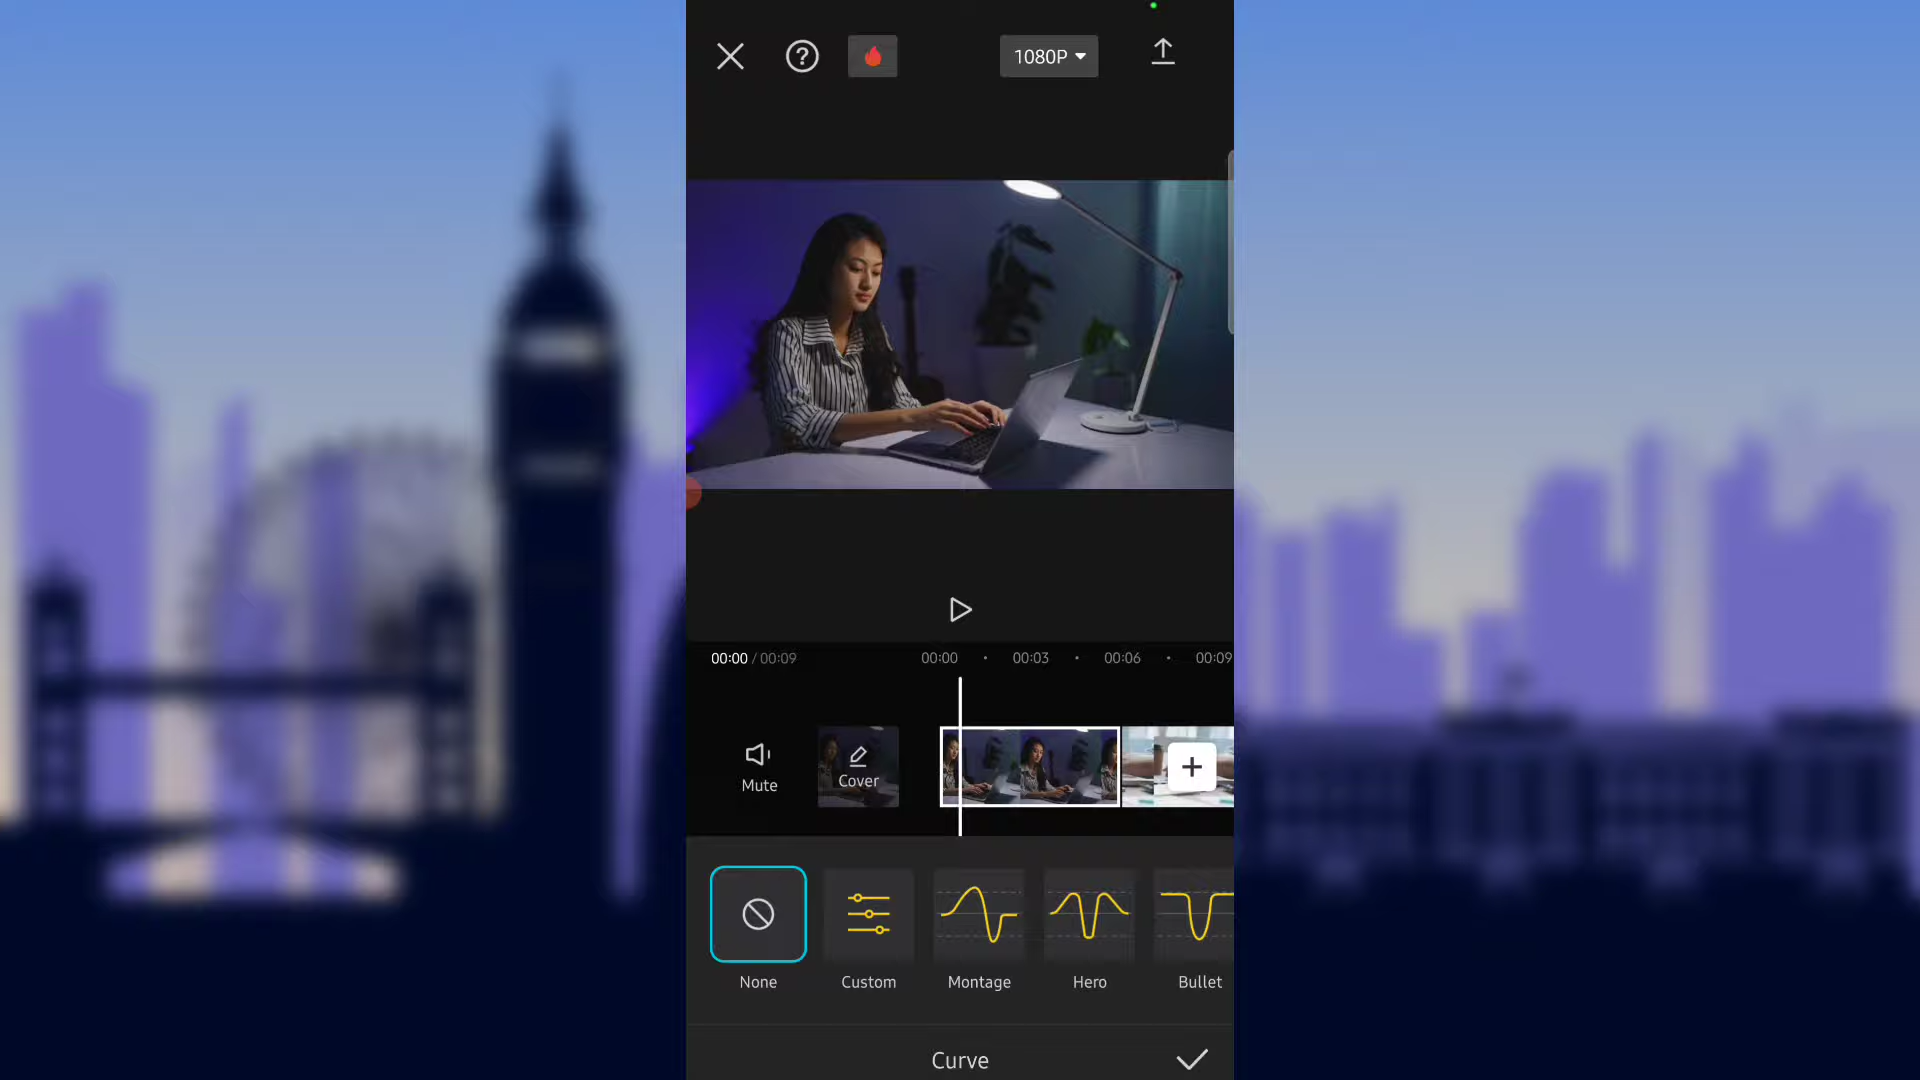 1080P
00:00 / 00:09
00:00
00:03
00:06
00:09
Mute
Cover
None
Custom
Montage
Hero
Bullet
Curve